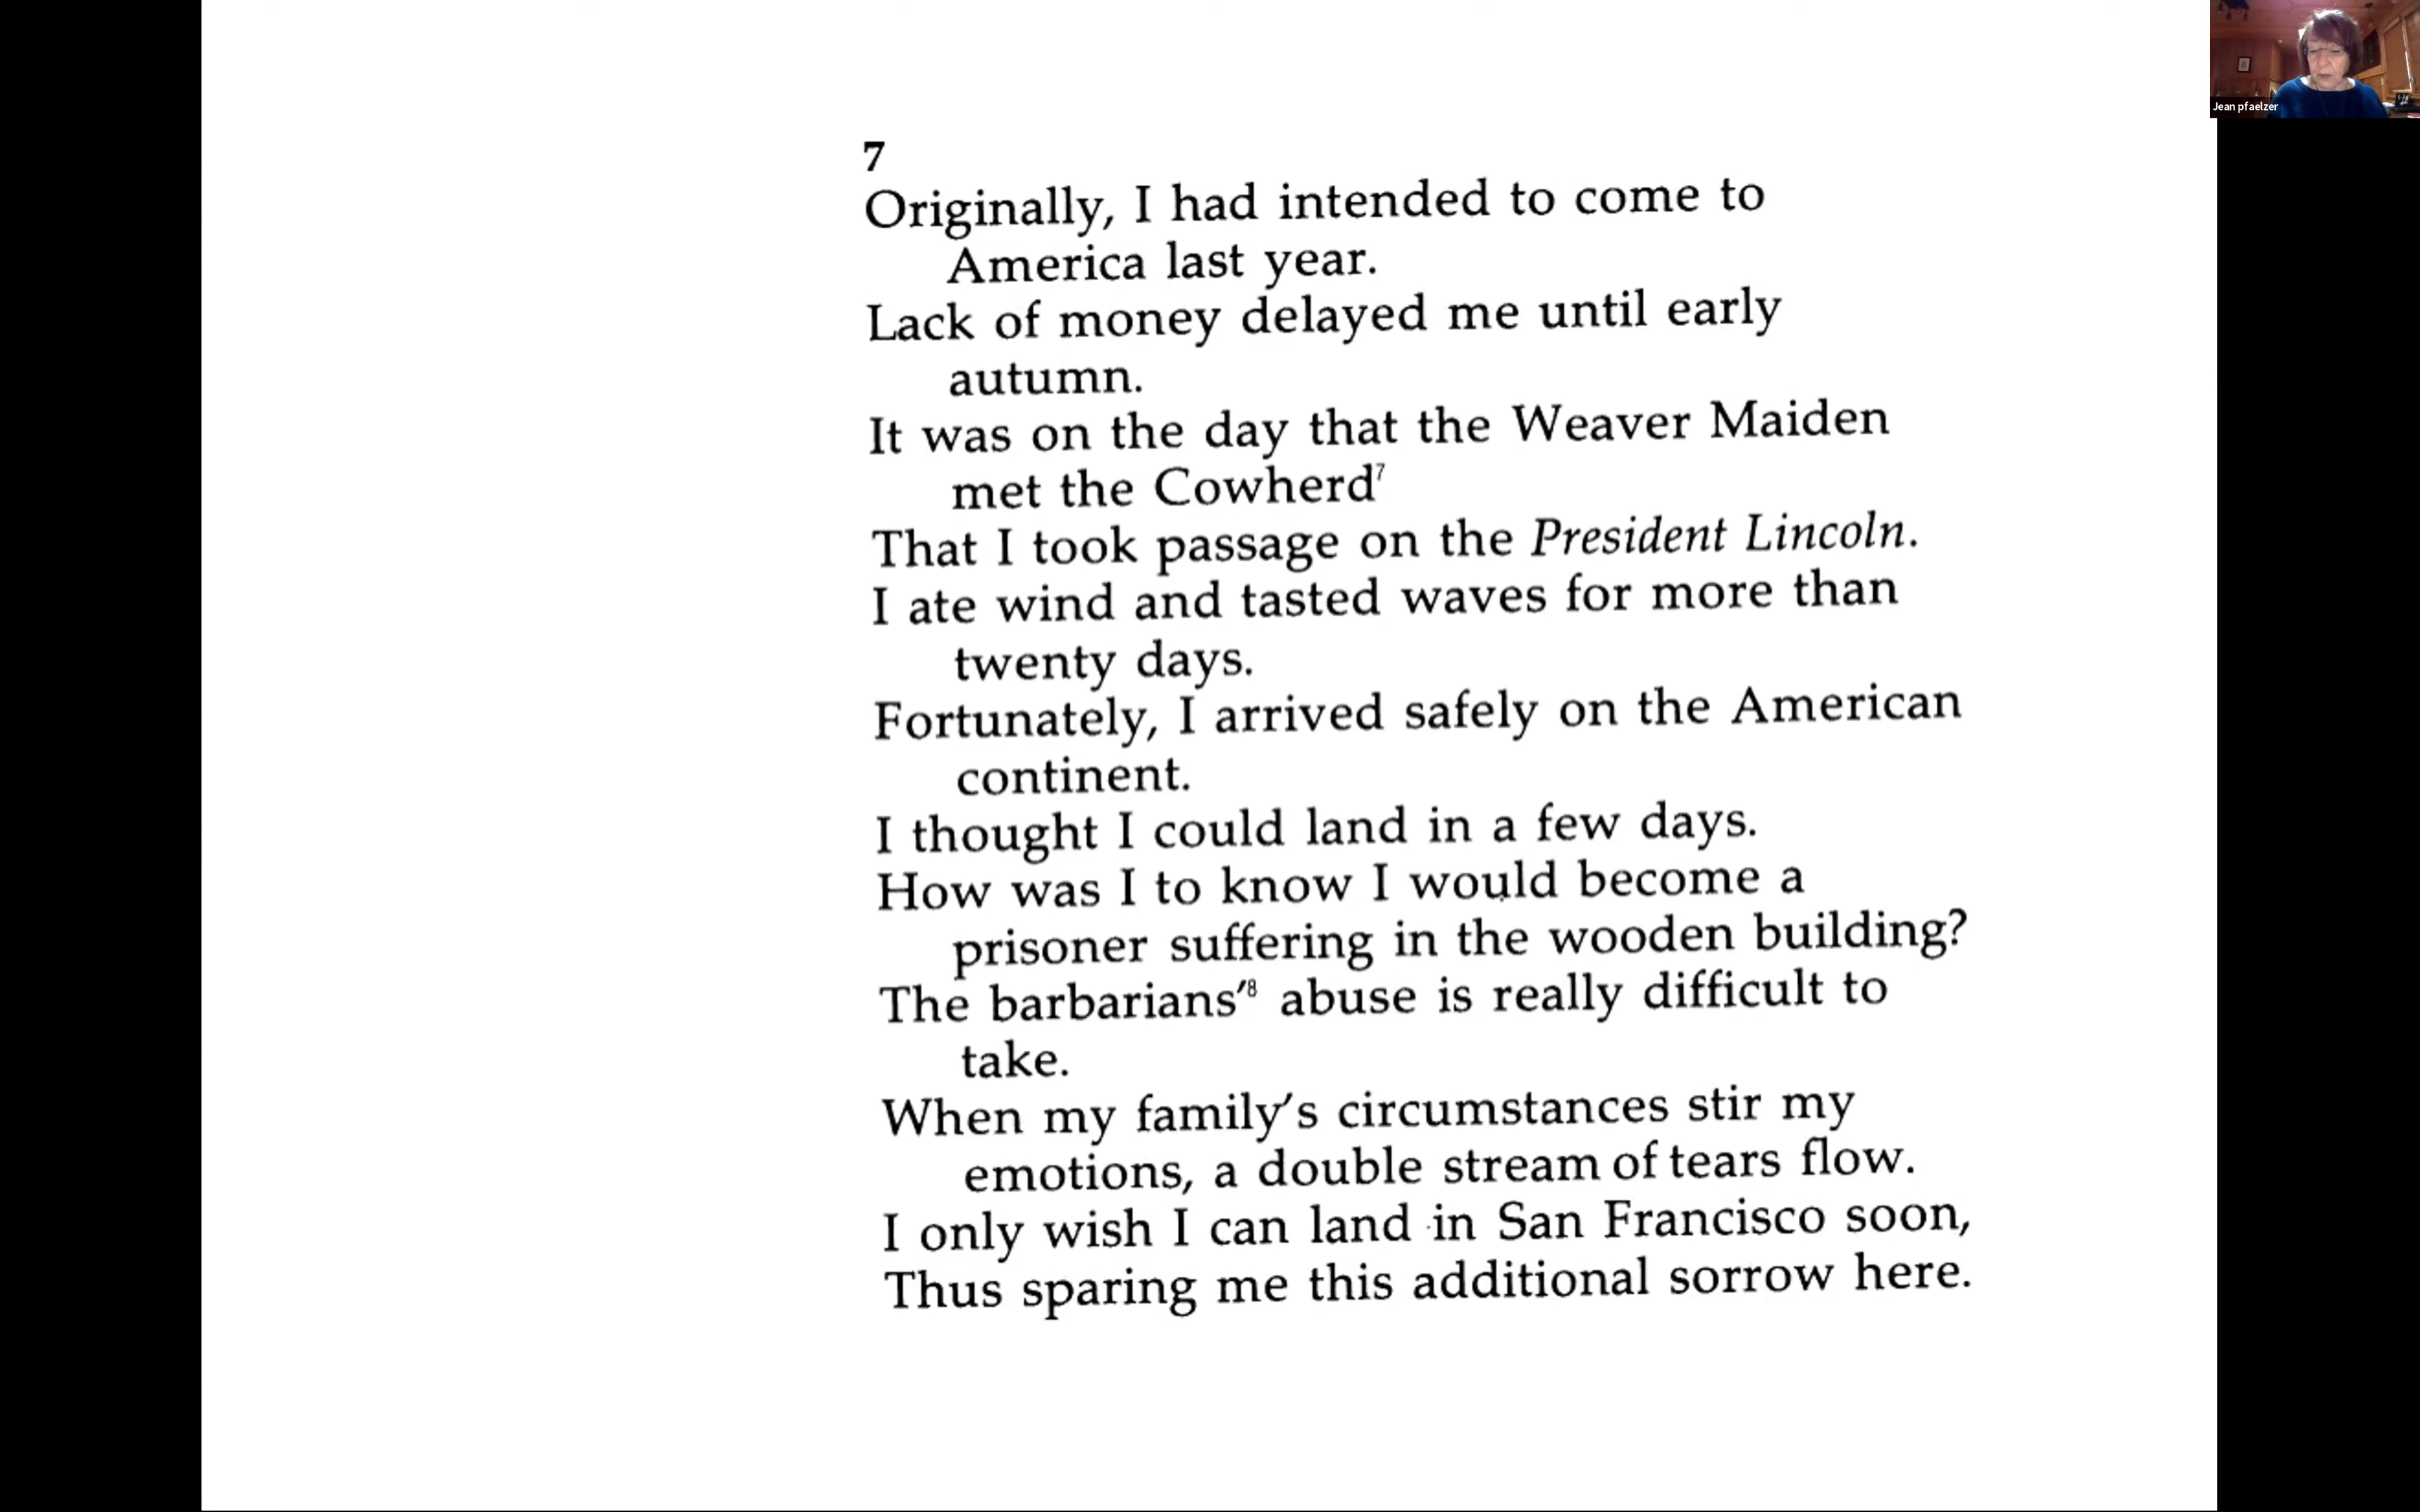 Jean pfaelzer
7
Originally, I had intended to come to
America last year.
Lack of money delayed me until early
autumn.
It was on the day that the Weaver Maiden
met the Cowherd⁷
That I took passage on the President Lincoln.
I ate wind and tasted waves for more than
twenty days.
Fortunately, I arrived safely on the American
continent.
I thought I could land in a few days.
How was I to know I would become a
prisoner suffering in the wooden building?
The barbarians’⁸ abuse is really difficult to
take.
When my family’s circumstances stir my
emotions, a double stream of tears flow.
I only wish I can land in San Francisco soon,
Thus sparing me this additional sorrow here.